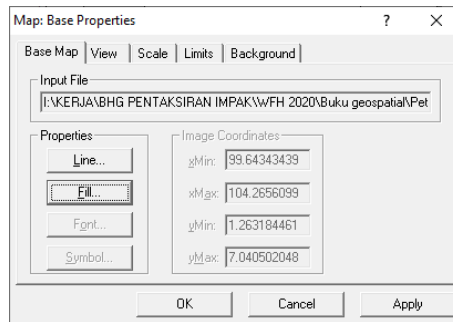 Map: Base Properties ? ×
Base Map View Scale Limits Background
Input File
I:\KERJA\BHG PENTAKSIRAN IMPAK\WFH 2020\Buku geospatial\Pet
Properties Image Coordinates
Line... xMin: 99.64343439
Fill... xMax: 104.2656099
Font... yMin: 1.263184461
Symbol... yMax: 7.040502048
OK Cancel Apply